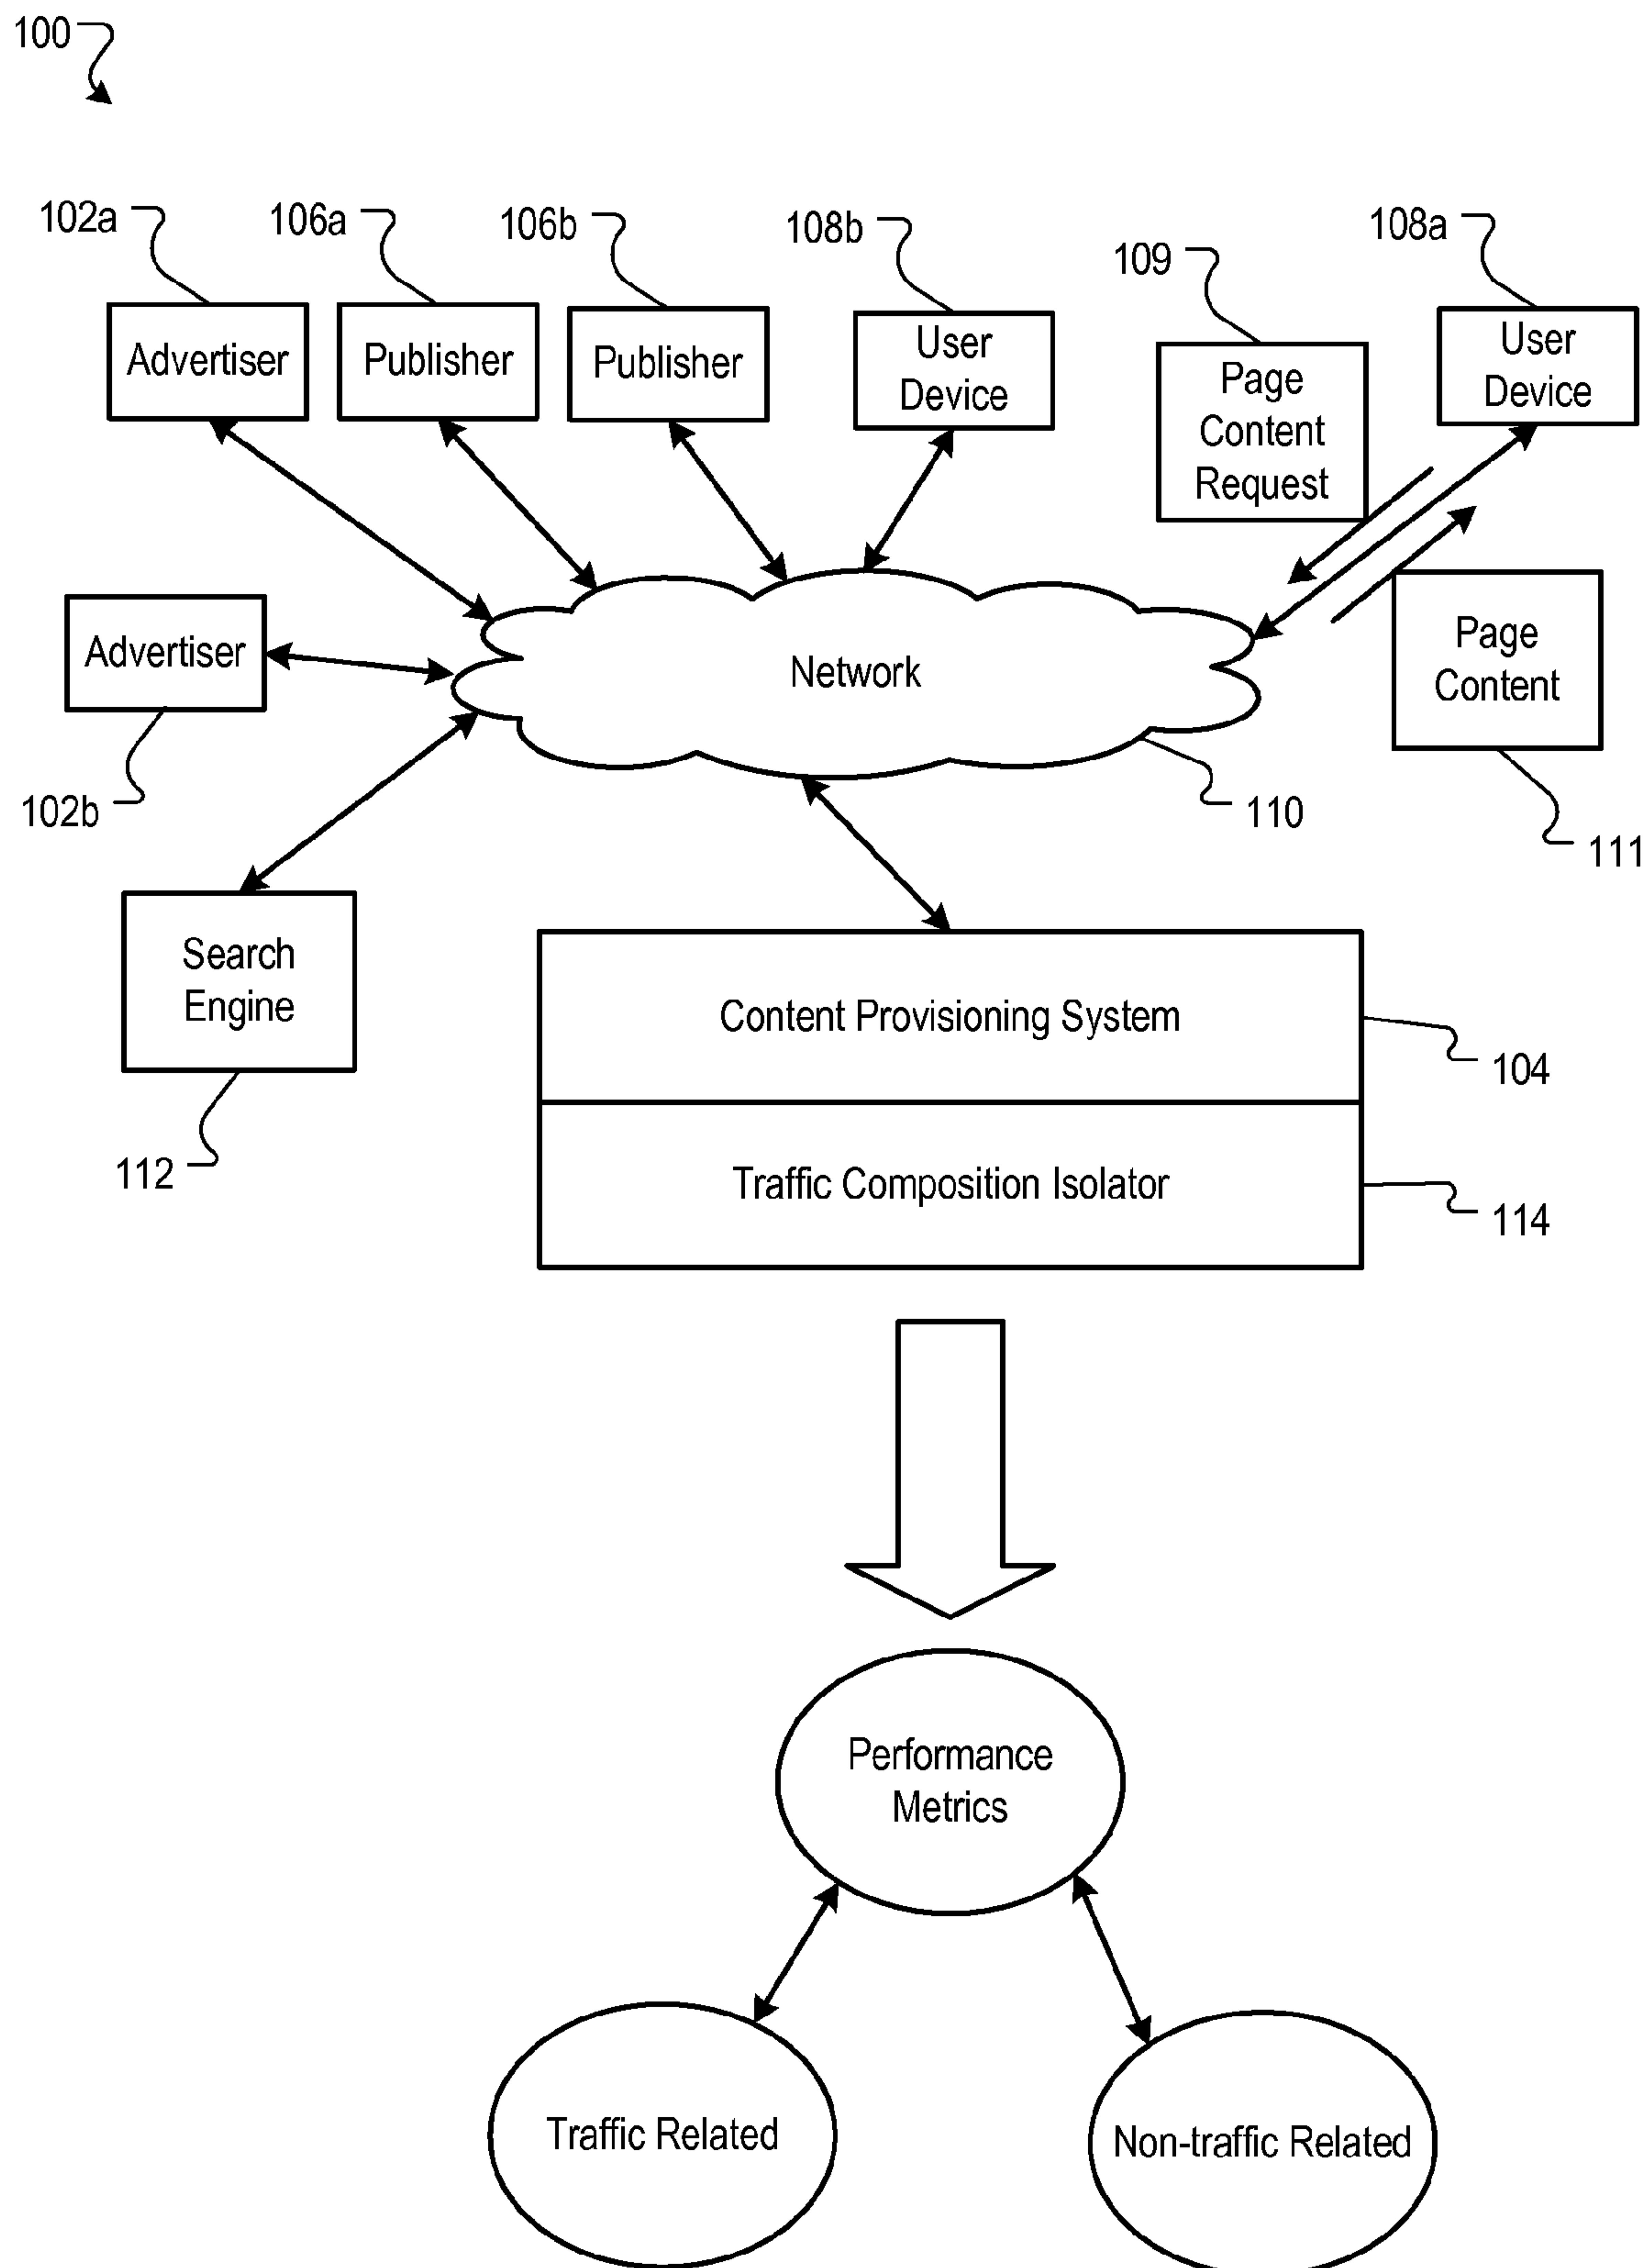 100
102a
106a
106b
108b
109
108a
Advertiser
Publisher
Publisher
User
Device
Page
Content
Request
User
Device
Advertiser
Network
Page
Content
102b
110
111
Search
Engine
Content Provisioning System
104
112
Traffic Composition Isolator
114
Performance
Metrics
Traffic Related
Non-traffic Related